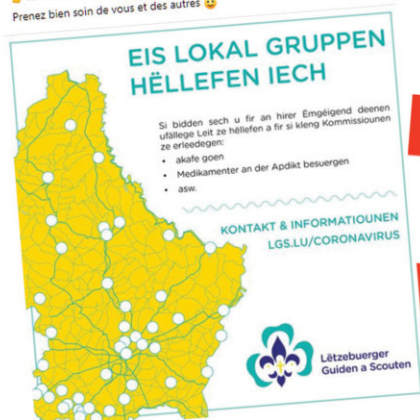 Prenez bien soin de vous et des autres 😃
EIS LOKAL GRUPPEN
HËLLEFEN IECH
Si bidden sech u fir an hirer Ëmgéigend deenen
ufällege Leit ze hëllefen a fir si kleng Kommissiounen
ze erleedegen:
• akafe goen
• Medikamenter an der Apdikt besuergen
• asw.
KONTAKT & INFORMATIOUNEN
LGS.LU/CORONAVIRUS
Lëtzebuerger
Guiden a Scouten